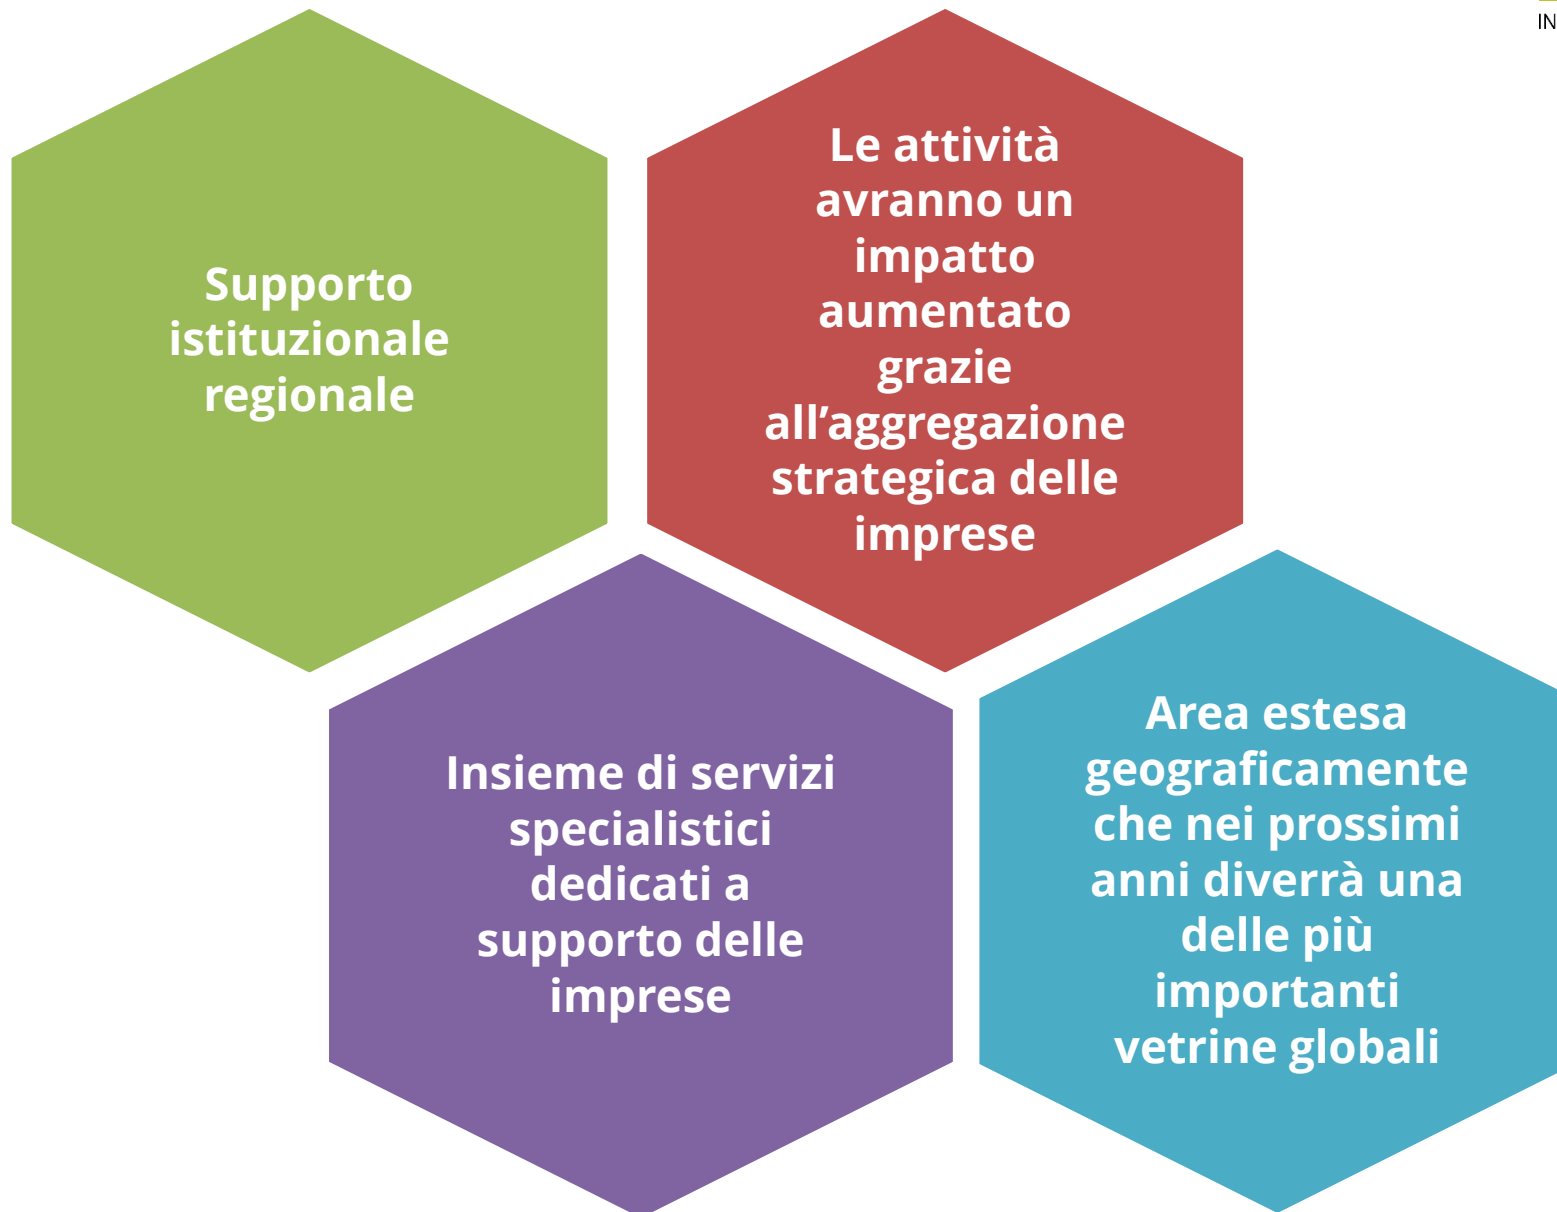 IN
Supporto
istituzionale
regionale
Le attività
avranno un
impatto
aumentato
grazie
all’aggregazione
strategica delle
imprese
Insieme di servizi
specialistici
dedicati a
supporto delle
imprese
Area estesa
geograficamente
che nei prossimi
anni diverrà una
delle più
importanti
vetrine globali